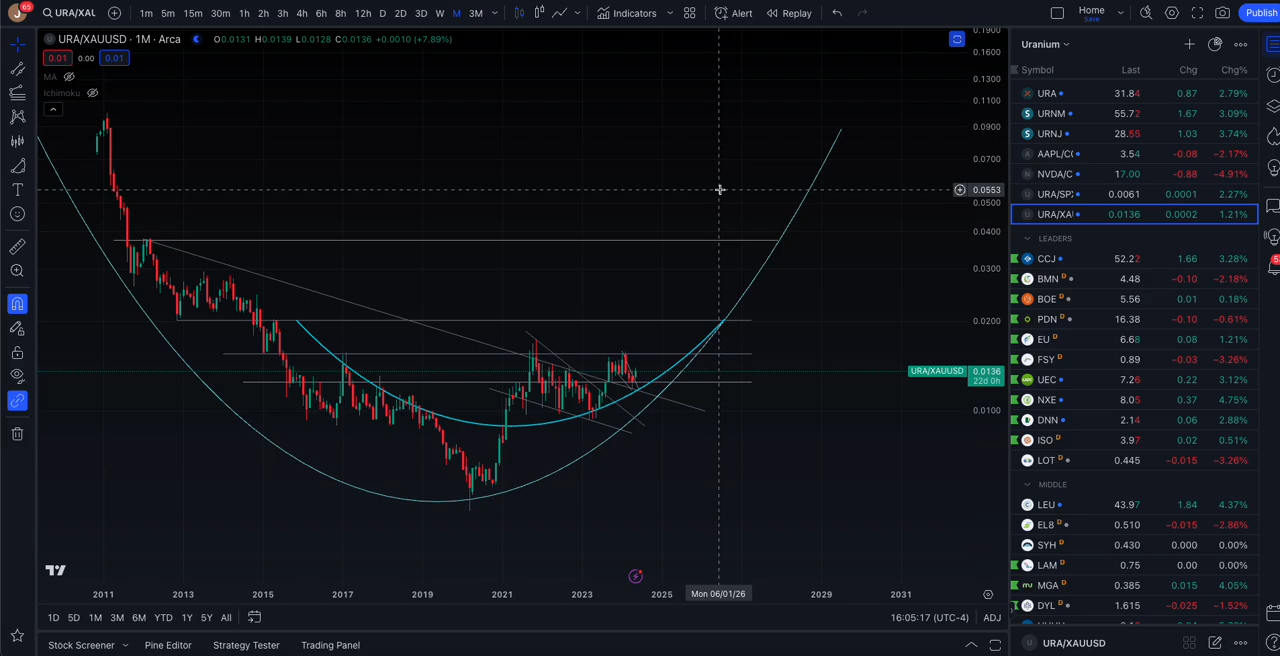 J 65 URA/XAU 1m 5m 15m 30m 1h 2h 3h 4h 6h 8h 12h D 2D 3D W M 3M Indicators Alert Replay Home Save Publish
URA/XAUUSD · 1M · Arca O0.0131 H0.0139 L0.0128 C0.0136 +0.0010 (+7.89%)
0.01 0.00 0.01
MA
Ichimoku
0.1900
0.1600
0.1300
0.1100
0.0900
0.0700
0.0553
0.0500
0.0400
0.0300
0.0200
URA/XAUUSD 0.0136
22d 0h
0.0100
2011 2013 2015 2017 2019 2021 2023 2025 Mon 06/01/26 2029 2031
1D 5D 1M 3M 6M YTD 1Y 5Y All 16:05:17 (UTC-4) ADJ
Stock Screener Pine Editor Strategy Tester Trading Panel
Uranium
Symbol Last Chg Chg%
URA 31.84 0.87 2.79%
URNM 55.72 1.67 3.09%
URNJ 28.55 1.03 3.74%
AAPL/C( 3.54 −0.08 −2.17%
NVDA/C 17.00 −0.88 −4.91%
URA/SP 0.0061 0.0001 2.27%
URA/XAU 0.0136 0.0002 1.21%
LEADERS
CCJ 52.22 1.66 3.28%
BMN D 4.48 −0.10 −2.18%
BOE D 5.56 0.01 0.18%
PDN D 16.38 −0.10 −0.61%
EU D 6.68 0.08 1.21%
FSY D 0.89 −0.03 −3.26%
UEC 7.26 0.22 3.12%
NXE 8.05 0.37 4.75%
DNN 2.14 0.06 2.88%
ISO D 3.97 0.02 0.51%
LOT D 0.445 −0.015 −3.26%
MIDDLE
LEU 43.97 1.84 4.37%
EL8 D 0.510 −0.015 −2.86%
SYH D 0.430 0.000 0.00%
LAM D 0.75 0.00 0.00%
MGA D 0.385 0.015 4.05%
DYL D 1.615 −0.025 −1.52%
URA/XAUUSD